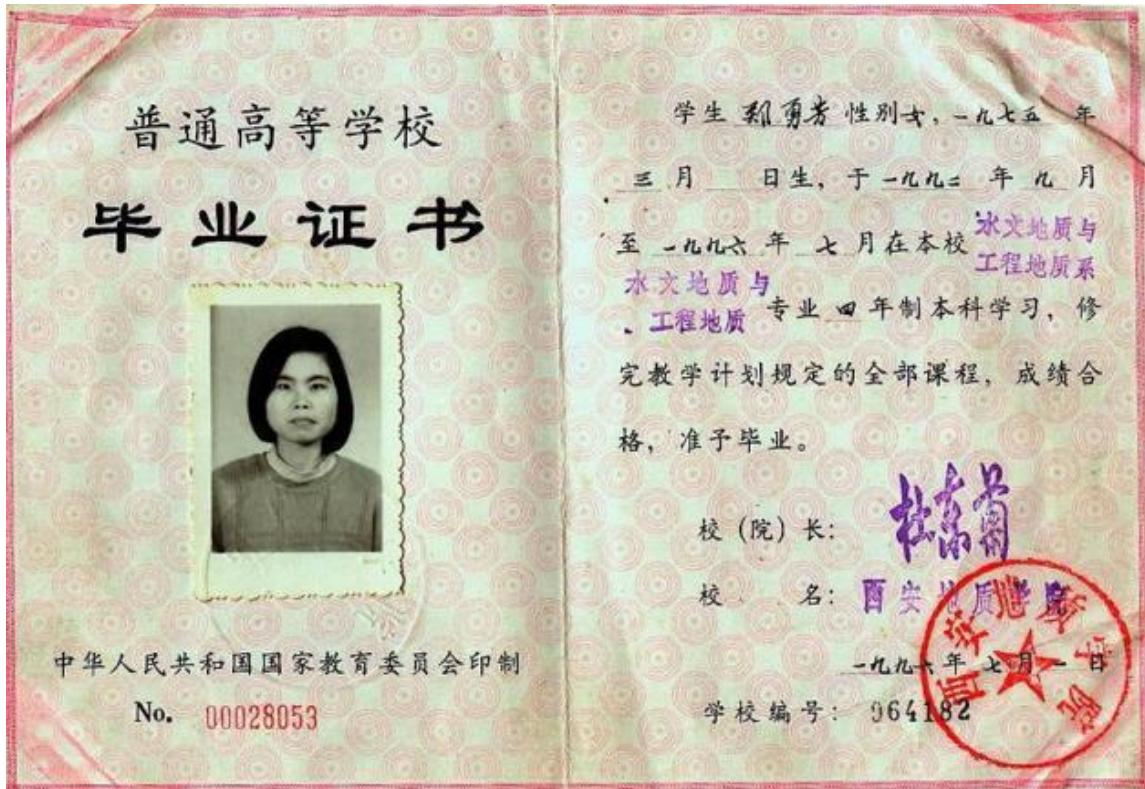 普通高等学校
毕业证书
中华人民共和国国家教育委员会印制
No. 00028053
学生 郑勇芳 性别女，一九七五 年
三 月 日生，于 一九九二 年 九 月
至 一九九六 年 七 月在本校 水文地质与工程地质系
水文地质与工程地质 专业 四 年制本科学习，修
完教学计划规定的全部课程，成绩合
格，准予毕业。
校（院）长：
校 名：西安地质学院
一九九六 年 七 月 一 日
学校编号：964182
西安地质学院